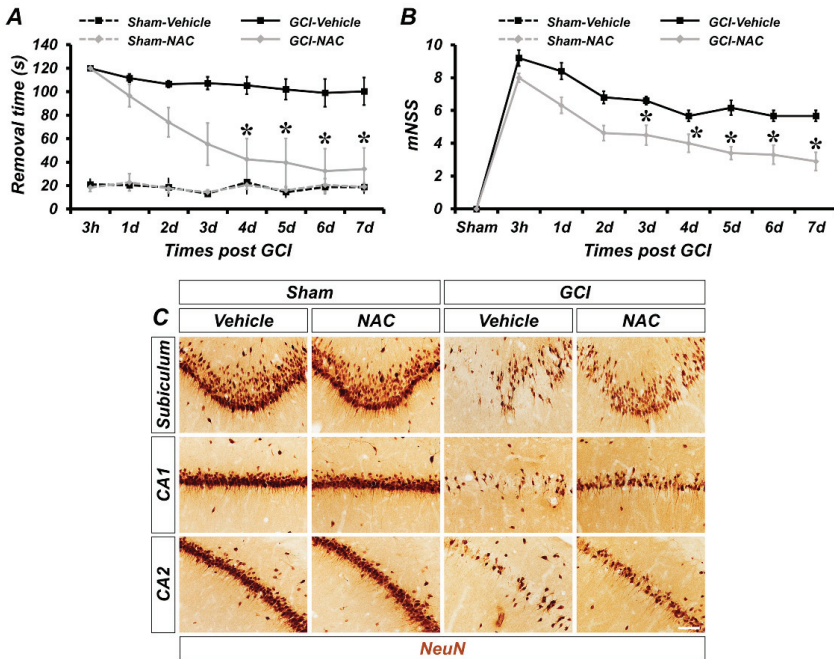 A
Sham-Vehicle
GCI-Vehicle
Sham-NAC
GCI-NAC
Removal time (s)
140
120
100
80
60
40
20
0
* * * *
3h 1d 2d 3d 4d 5d 6d 7d
Times post GCI
B
Sham-Vehicle
GCI-Vehicle
Sham-NAC
GCI-NAC
mNSS
10
8
6
4
2
0
* * * * *
Sham 3h 1d 2d 3d 4d 5d 6d 7d
Times post GCI
C
Sham GCI
Vehicle NAC Vehicle NAC
Subiculum
CA1
CA2
NeuN